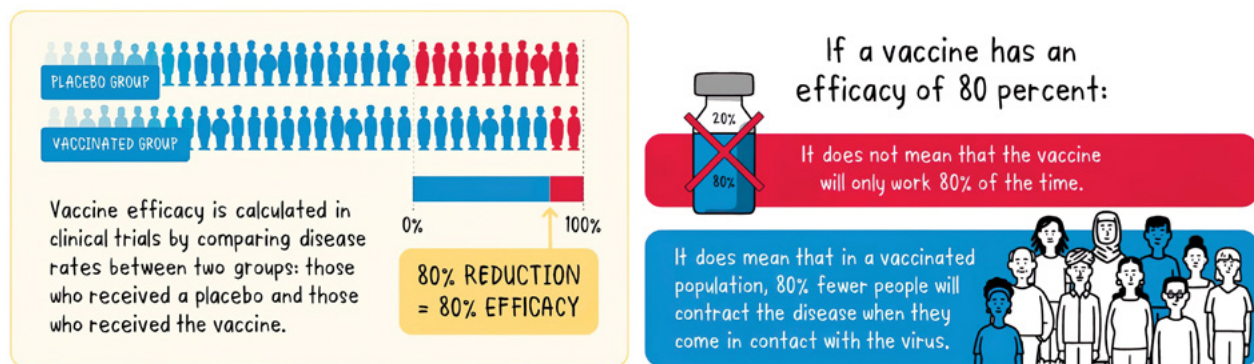 PLACEBO GROUP
VACCINATED GROUP
Vaccine efficacy is calculated in
clinical trials by comparing disease
rates between two groups: those
who received a placebo and those
who received the vaccine.
0%
100%
80% REDUCTION
= 80% EFFICACY
If a vaccine has an
efficacy of 80 percent:
20%
80%
It does not mean that the vaccine
will only work 80% of the time.
It does mean that in a vaccinated
population, 80% fewer people will
contract the disease when they
come in contact with the virus.